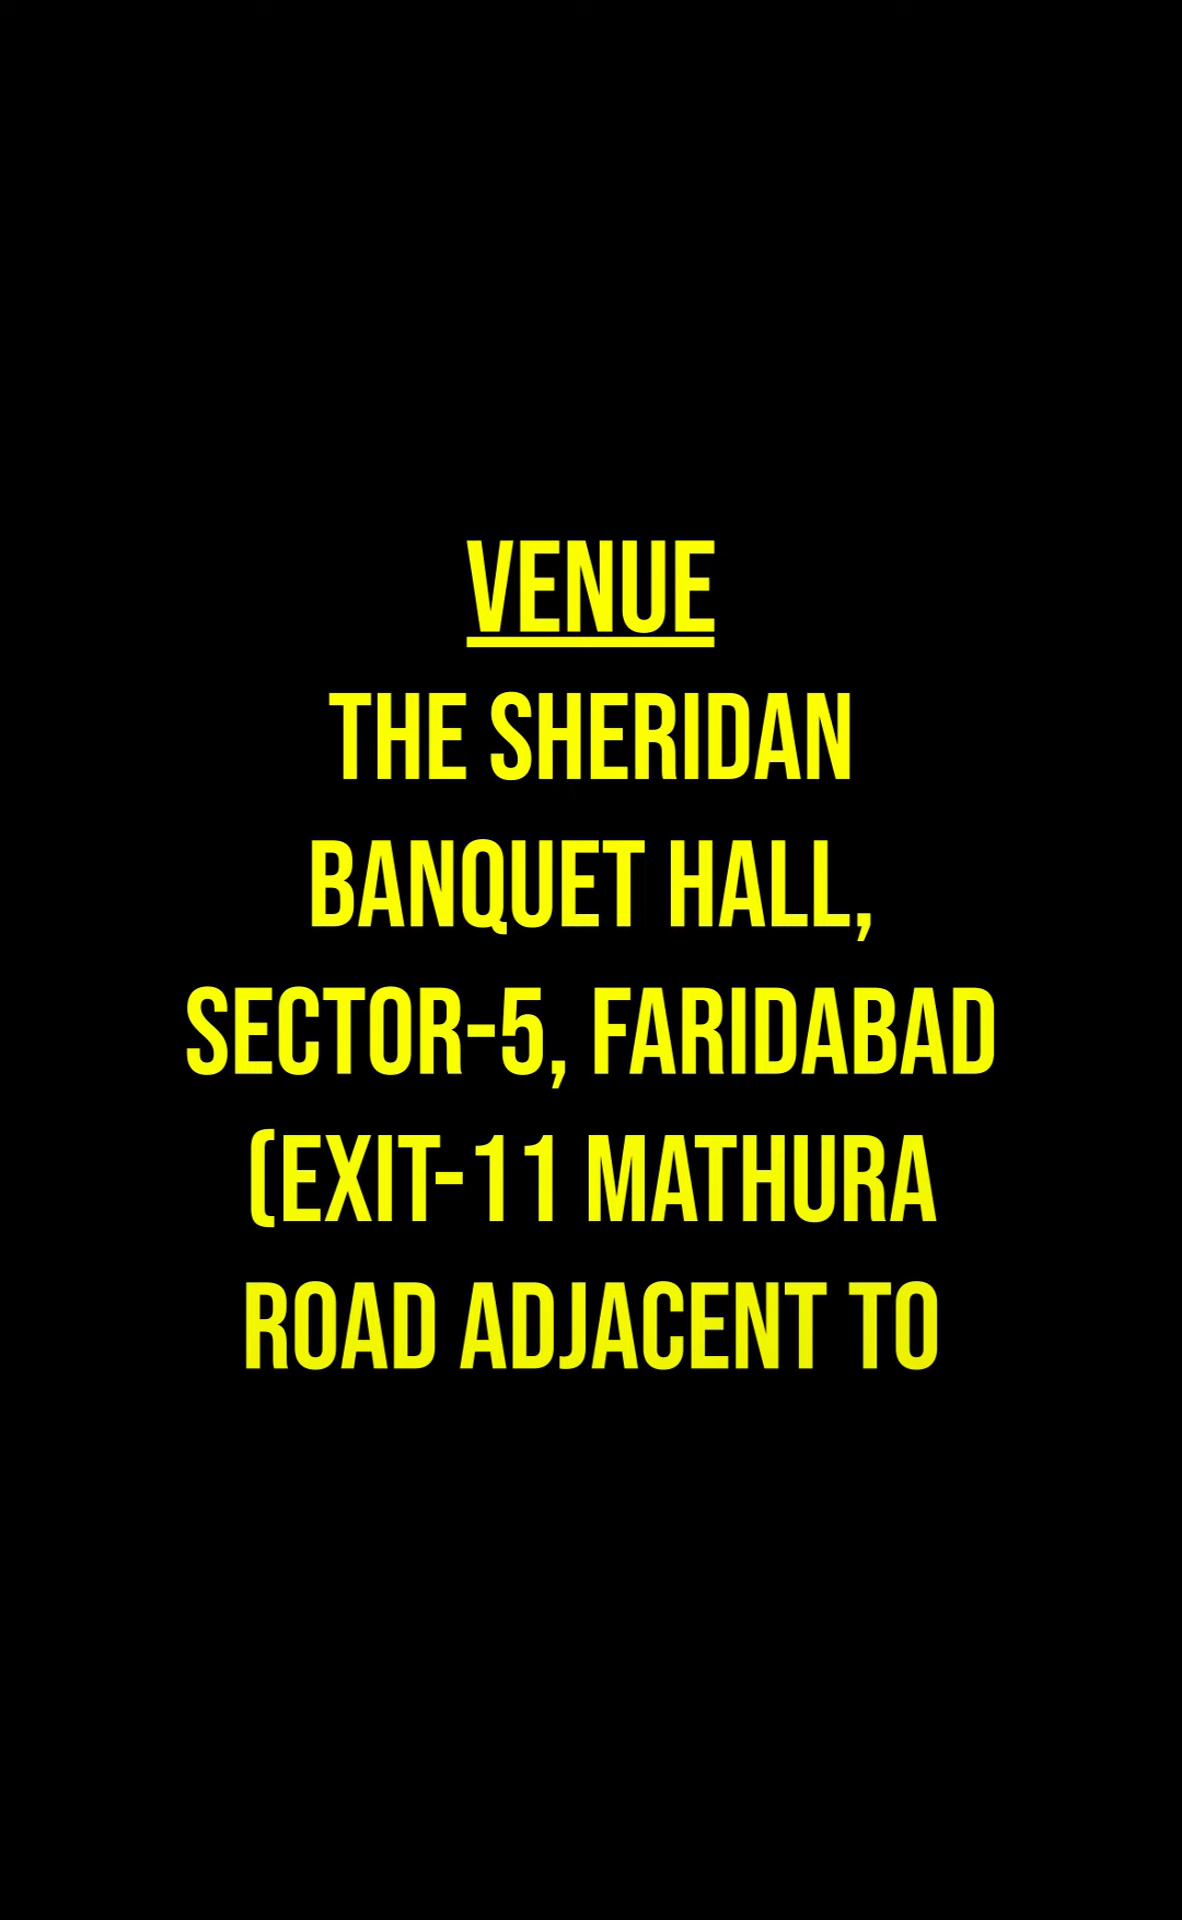 VENUE
THE SHERIDAN
BANQUET HALL,
SECTOR-5, FARIDABAD
(EXIT-11 MATHURA
ROAD ADJACENT TO